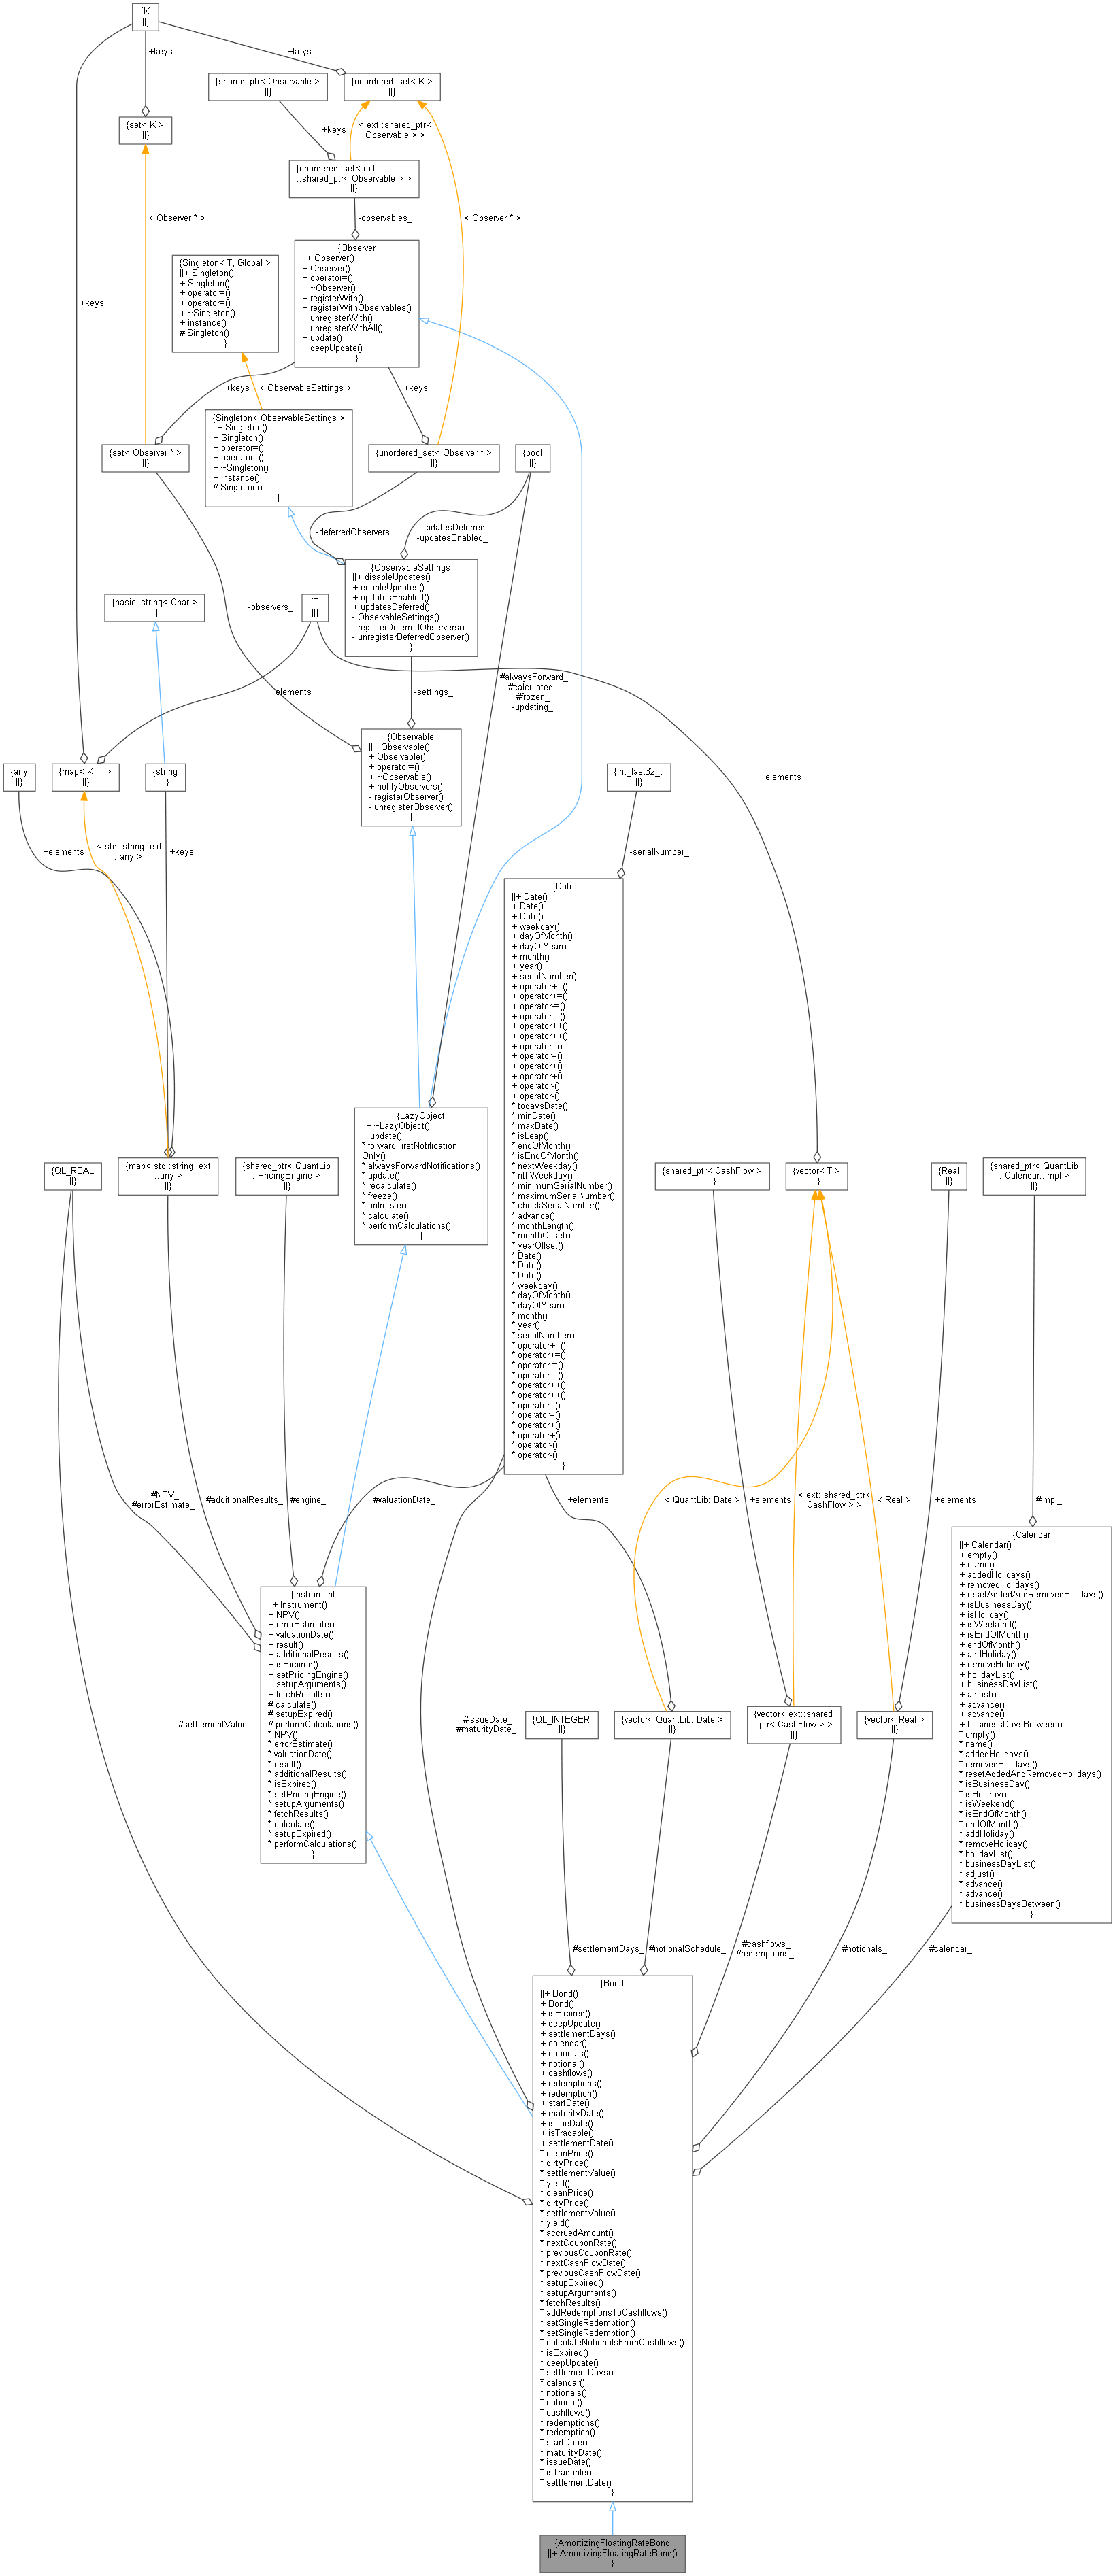 {K
||}
+keys
+keys
{shared_ptr< Observable >
||}
{unordered_set< K >
||}
{set< K >
||}
+keys
< ext::shared_ptr<
Observable > >
{unordered_set< ext
::shared_ptr< Observable > >
||}
< Observer * >
-observables_
< Observer * >
{Singleton< T, Global >
||+ Singleton()
+ Singleton()
+ operator=()
+ operator=()
+ ~Singleton()
+ instance()
# Singleton()
}
{Observer
||+ Observer()
+ Observer()
+ operator=()
+ ~Observer()
+ registerWith()
+ registerWithObservables()
+ unregisterWith()
+ unregisterWithAll()
+ update()
+ deepUpdate()
}
+keys
+keys
< ObservableSettings >
+keys
{Singleton< ObservableSettings >
||+ Singleton()
+ Singleton()
+ operator=()
+ operator=()
+ ~Singleton()
+ instance()
# Singleton()
}
{set< Observer * >
||}
{unordered_set< Observer * >
||}
{bool
||}
-deferredObservers_
-updatesDeferred_
-updatesEnabled_
{ObservableSettings
||+ disableUpdates()
+ enableUpdates()
+ updatesEnabled()
+ updatesDeferred()
- ObservableSettings()
- registerDeferredObservers()
- unregisterDeferredObserver()
}
{basic_string< Char >
||}
-observers_
{T
||}
+elements
-settings_
#alwaysForward_
#calculated_
#frozen_
-updating_
{Observable
||+ Observable()
+ Observable()
+ operator=()
+ ~Observable()
+ notifyObservers()
- registerObserver()
- unregisterObserver()
}
{any
||}
{map< K, T >
||}
{string
||}
{int_fast32_t
||}
+elements
+elements
< std::string, ext
::any >
+keys
-serialNumber_
{Date
||+ Date()
+ Date()
+ Date()
+ weekday()
+ dayOfMonth()
+ dayOfYear()
+ month()
+ year()
+ serialNumber()
+ operator+=()
+ operator+=()
+ operator-=()
+ operator-=()
+ operator++()
+ operator++()
+ operator--()
+ operator--()
+ operator+()
+ operator+()
+ operator-()
+ operator-()
* todaysDate()
* minDate()
* maxDate()
* isLeap()
* endOfMonth()
* isEndOfMonth()
* nextWeekday()
* nthWeekday()
* minimumSerialNumber()
* maximumSerialNumber()
* checkSerialNumber()
* advance()
* monthLength()
* monthOffset()
* yearOffset()
* Date()
* Date()
* Date()
* weekday()
* dayOfMonth()
* dayOfYear()
* month()
* year()
* serialNumber()
* operator+=()
* operator+=()
* operator-=()
* operator-=()
* operator++()
* operator++()
* operator--()
* operator--()
* operator+()
* operator+()
* operator-()
* operator-()
}
{LazyObject
||+ ~LazyObject()
+ update()
* forwardFirstNotification
Only()
* alwaysForwardNotifications()
* update()
* recalculate()
* freeze()
* unfreeze()
* calculate()
* performCalculations()
}
{QL_REAL
||}
{map< std::string, ext
::any >
||}
{shared_ptr< QuantLib
::PricingEngine >
||}
{shared_ptr< CashFlow >
||}
{vector< T >
||}
{Real
||}
{shared_ptr< QuantLib
::Calendar::Impl >
||}
#NPV_
#errorEstimate_
#additionalResults_
#engine_
#valuationDate_
+elements
< QuantLib::Date >
+elements
< ext::shared_ptr<
CashFlow > >
< Real >
+elements
#impl_
{Instrument
||+ Instrument()
+ NPV()
+ errorEstimate()
+ valuationDate()
+ result()
+ additionalResults()
+ isExpired()
+ setPricingEngine()
+ setupArguments()
+ fetchResults()
# calculate()
# setupExpired()
# performCalculations()
* NPV()
* errorEstimate()
* valuationDate()
* result()
* additionalResults()
* isExpired()
* setPricingEngine()
* setupArguments()
* fetchResults()
* calculate()
* setupExpired()
* performCalculations()
}
{Calendar
||+ Calendar()
+ empty()
+ name()
+ addedHolidays()
+ removedHolidays()
+ resetAddedAndRemovedHolidays()
+ isBusinessDay()
+ isHoliday()
+ isWeekend()
+ isEndOfMonth()
+ endOfMonth()
+ addHoliday()
+ removeHoliday()
+ holidayList()
+ businessDayList()
+ adjust()
+ advance()
+ advance()
+ businessDaysBetween()
* empty()
* name()
* addedHolidays()
* removedHolidays()
* resetAddedAndRemovedHolidays()
* isBusinessDay()
* isHoliday()
* isWeekend()
* isEndOfMonth()
* endOfMonth()
* addHoliday()
* removeHoliday()
* holidayList()
* businessDayList()
* adjust()
* advance()
* advance()
* businessDaysBetween()
}
#settlementValue_
#issueDate_
#maturityDate_
{QL_INTEGER
||}
{vector< QuantLib::Date >
||}
{vector< ext::shared
_ptr< CashFlow > >
||}
{vector< Real >
||}
#settlementDays_
#notionalSchedule_
#cashflows_
#redemptions_
#notionals_
#calendar_
{Bond
||+ Bond()
+ Bond()
+ isExpired()
+ deepUpdate()
+ settlementDays()
+ calendar()
+ notionals()
+ notional()
+ cashflows()
+ redemptions()
+ redemption()
+ startDate()
+ maturityDate()
+ issueDate()
+ isTradable()
+ settlementDate()
* cleanPrice()
* dirtyPrice()
* settlementValue()
* yield()
* cleanPrice()
* dirtyPrice()
* settlementValue()
* yield()
* accruedAmount()
* nextCouponRate()
* previousCouponRate()
* nextCashFlowDate()
* previousCashFlowDate()
* setupExpired()
* setupArguments()
* fetchResults()
* addRedemptionsToCashflows()
* setSingleRedemption()
* setSingleRedemption()
* calculateNotionalsFromCashflows()
* isExpired()
* deepUpdate()
* settlementDays()
* calendar()
* notionals()
* notional()
* cashflows()
* redemptions()
* redemption()
* startDate()
* maturityDate()
* issueDate()
* isTradable()
* settlementDate()
}
{AmortizingFloatingRateBond
||+ AmortizingFloatingRateBond()
}